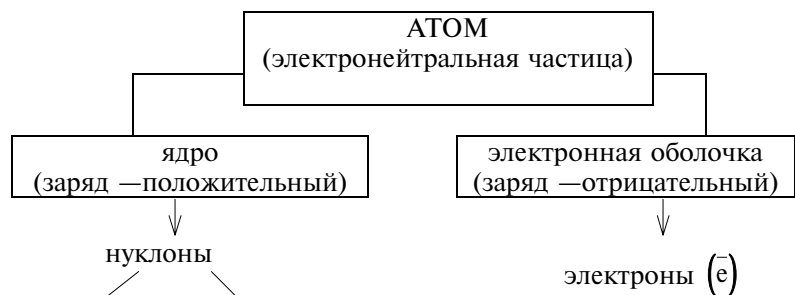 АТОМ
(электронейтральная частица)
ядро
(заряд —положительный)
электронная оболочка
(заряд —отрицательный)
нуклоны
электроны (e̅)